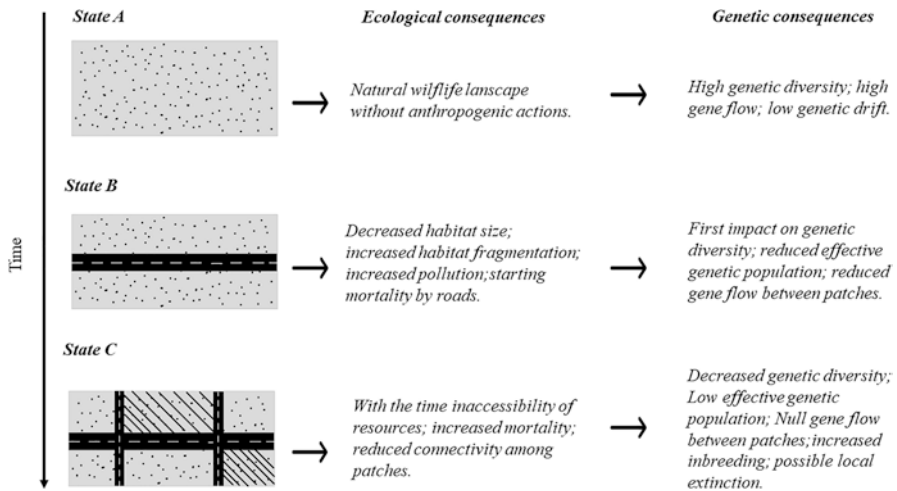 State A
Ecological consequences
Genetic consequences
Natural wilflife lanscape
without anthropogenic actions.
High genetic diversity; high
gene flow; low genetic drift.
State B
Time
Decreased habitat size;
increased habitat fragmentation;
increased pollution;starting
mortality by roads.
First impact on genetic
diversity; reduced effective
genetic population; reduced
gene flow between patches.
State C
With the time inaccessibility of
resources; increased mortality;
reduced connectivity among
patches.
Decreased genetic diversity;
Low effective genetic
population; Null gene flow
between patches;increased
inbreeding; possible local
extinction.